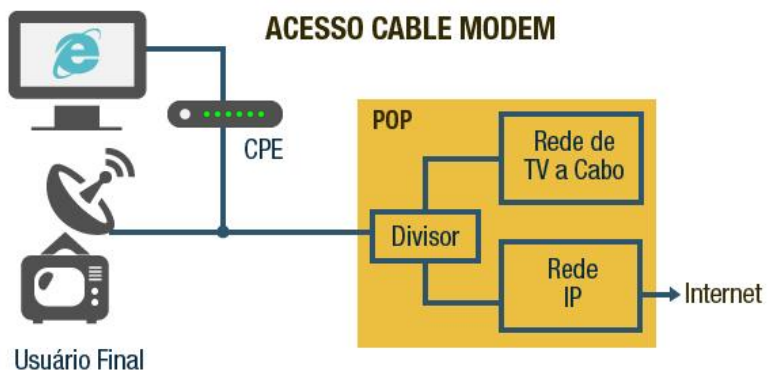 ACESSO CABLE MODEM
e
CPE
POP
Rede de
TV a Cabo
Divisor
Rede
IP
Internet
Usuário Final